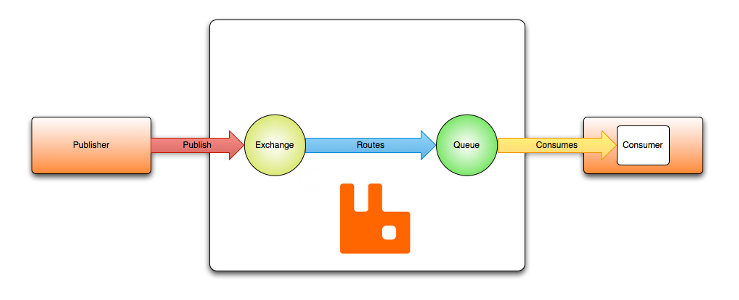 Publisher
Publish
Exchange
Routes
Queue
Consumes
Consumer